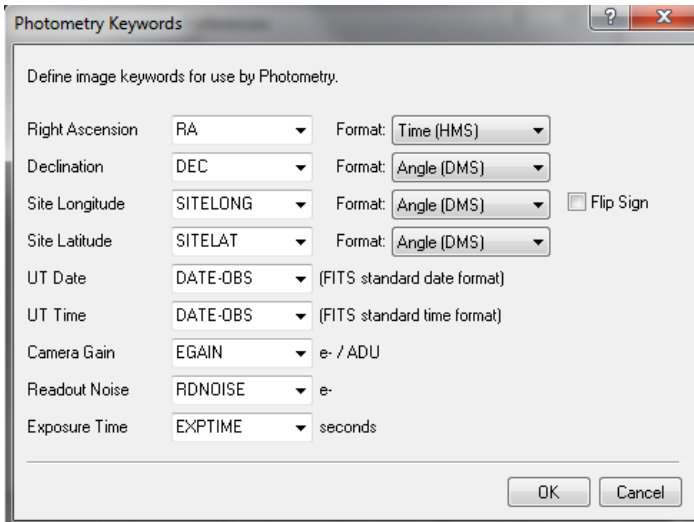 Photometry Keywords
Define image keywords for use by Photometry.
Right Ascension RA Format: Time (HMS)
Declination DEC Format: Angle (DMS)
Site Longitude SITELONG Format: Angle (DMS) Flip Sign
Site Latitude SITELAT Format: Angle (DMS)
UT Date DATE-OBS (FITS standard date format)
UT Time DATE-OBS (FITS standard time format)
Camera Gain EGAIN e- / ADU
Readout Noise RDNOISE e-
Exposure Time EXPTIME seconds
OK Cancel